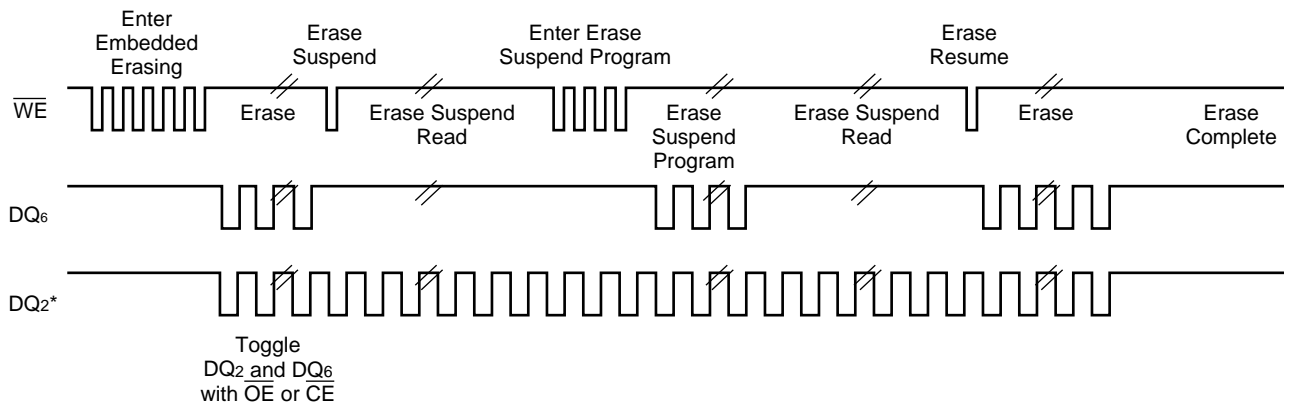 Enter
Embedded
Erasing
Erase
Suspend
Enter Erase
Suspend Program
Erase
Resume
WE
Erase
Erase Suspend
Read
Erase
Suspend
Program
Erase Suspend
Read
Erase
Erase
Complete
DQ6
DQ2*
Toggle
DQ2 and DQ6
with OE or CE